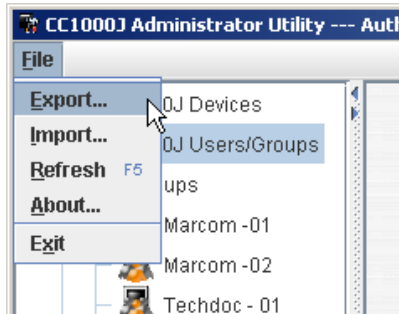 CC1000J Administrator Utility --- Auth
File
Export...
Import...
Refresh F5
About...
Exit
0J Devices
0J Users/Groups
ups
Marcom -01
Marcom -02
Techdoc - 01